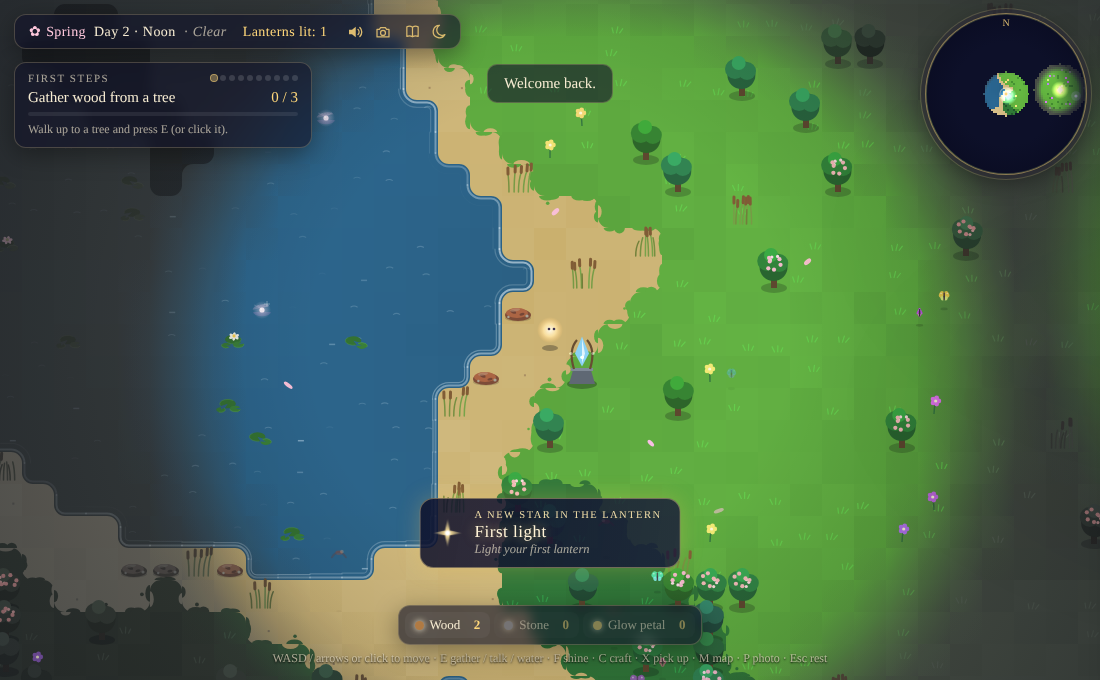 ✿ Spring Day 2 · Noon · Clear Lanterns lit: 1
FIRST STEPS
Gather wood from a tree 0 / 3
Walk up to a tree and press E (or click it).
Welcome back.
N
A NEW STAR IN THE LANTERN
First light
Light your first lantern
Wood 2 Stone 0 Glow petal 0
WASD / arrows or click to move · E gather / talk / water · F shine · C craft · X pick up · M map · P photo · Esc rest